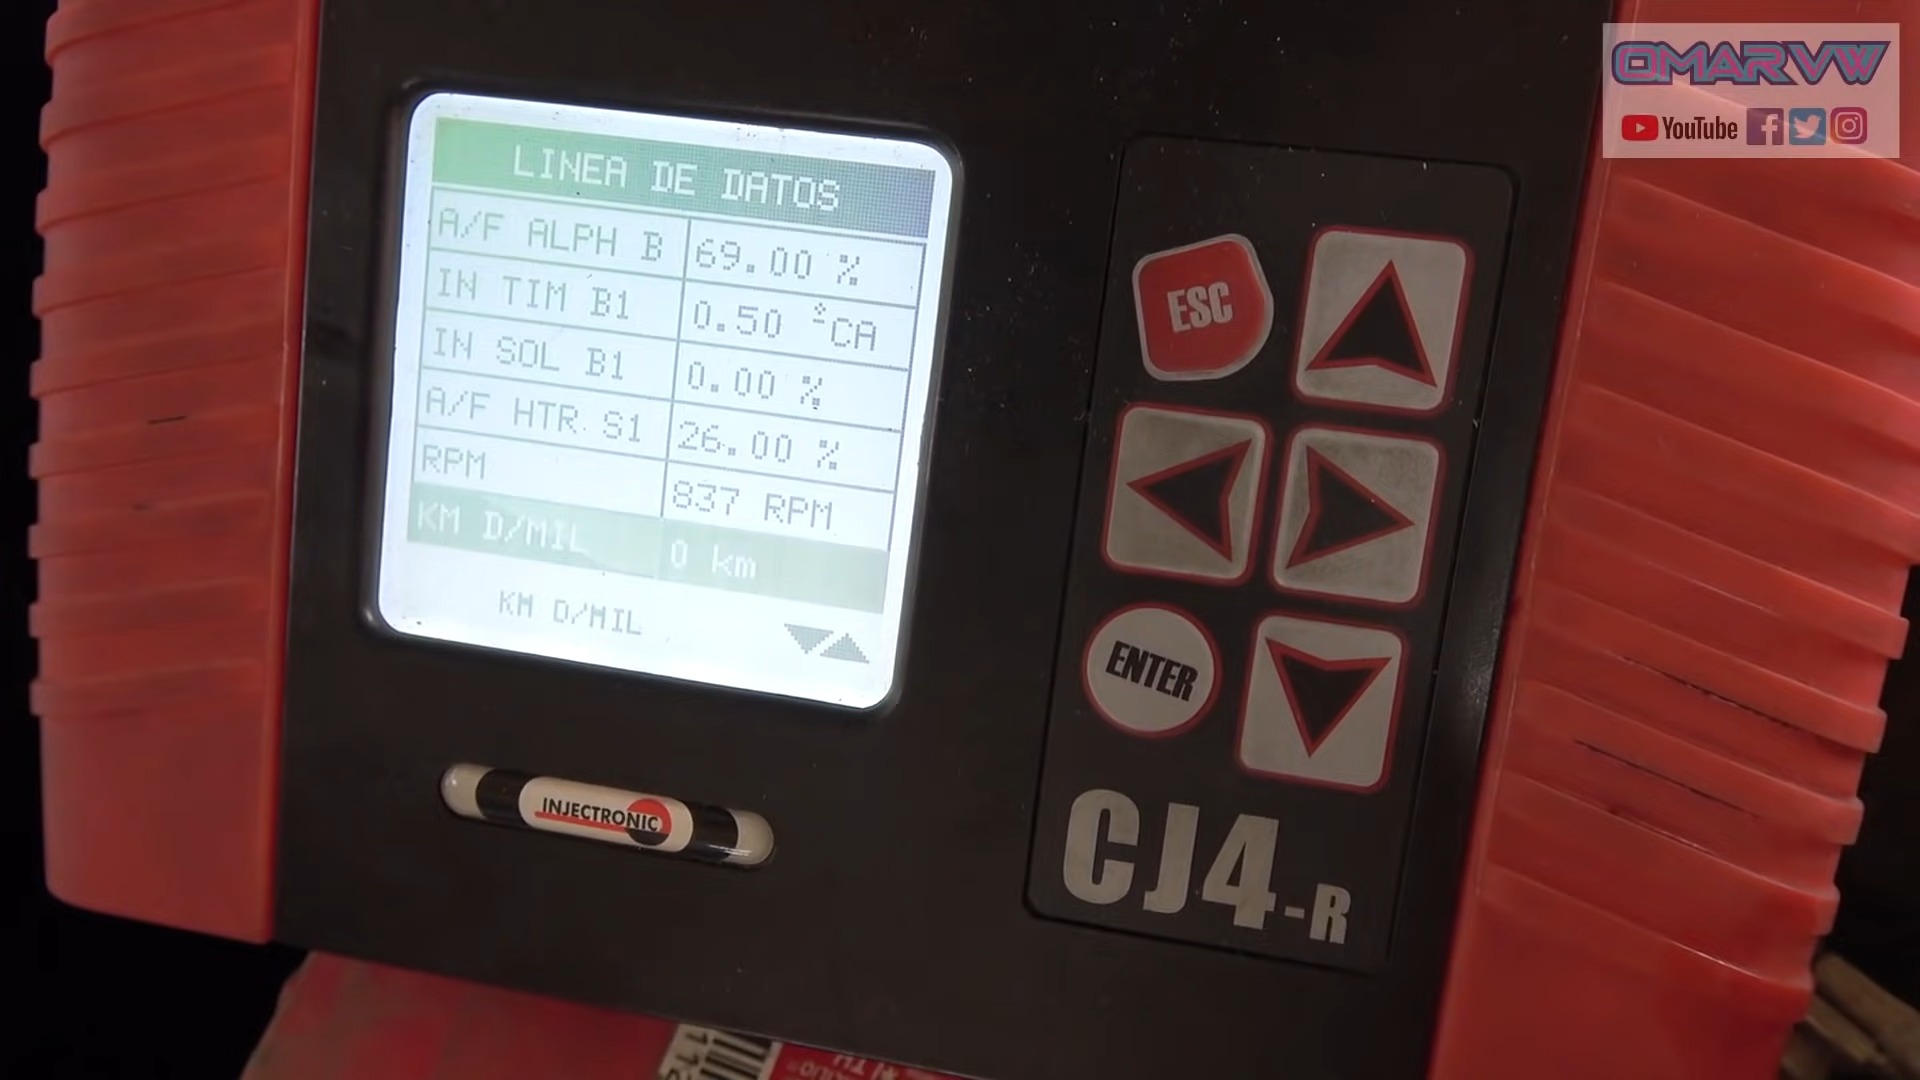 OMARVW
YouTube
LINEA DE DATOS
A/F ALPH B 69.00 %
IN TIM B1 0.50 °CA
IN SOL B1 0.00 %
A/F HTR S1 26.00 %
RPM 837 RPM
KM D/MIL 0 km
KM D/MIL
ESC
ENTER
INJECTRONIC
CJ4-R